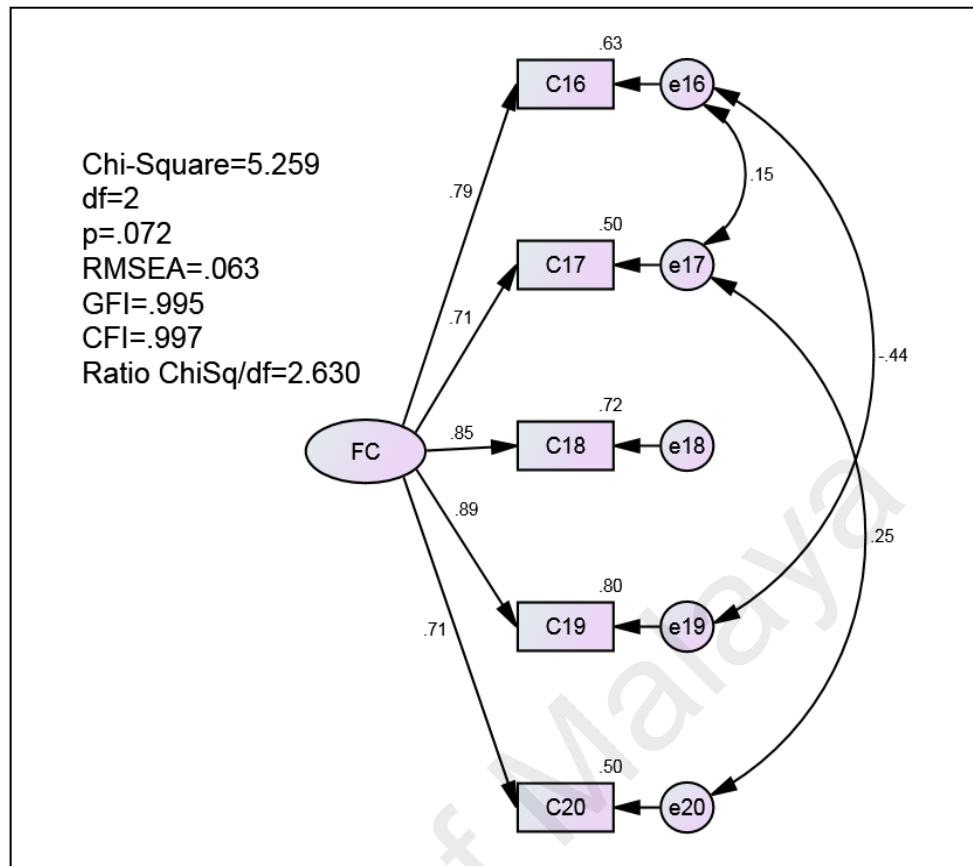 Chi-Square=5.259
df=2
p=.072
RMSEA=.063
GFI=.995
CFI=.997
Ratio ChiSq/df=2.630
FC
.79
.71
.85
.89
.71
.63
C16
e16
.15
.50
C17
e17
-.44
.72
C18
e18
.25
.80
C19
e19
.50
C20
e20
of Malaya